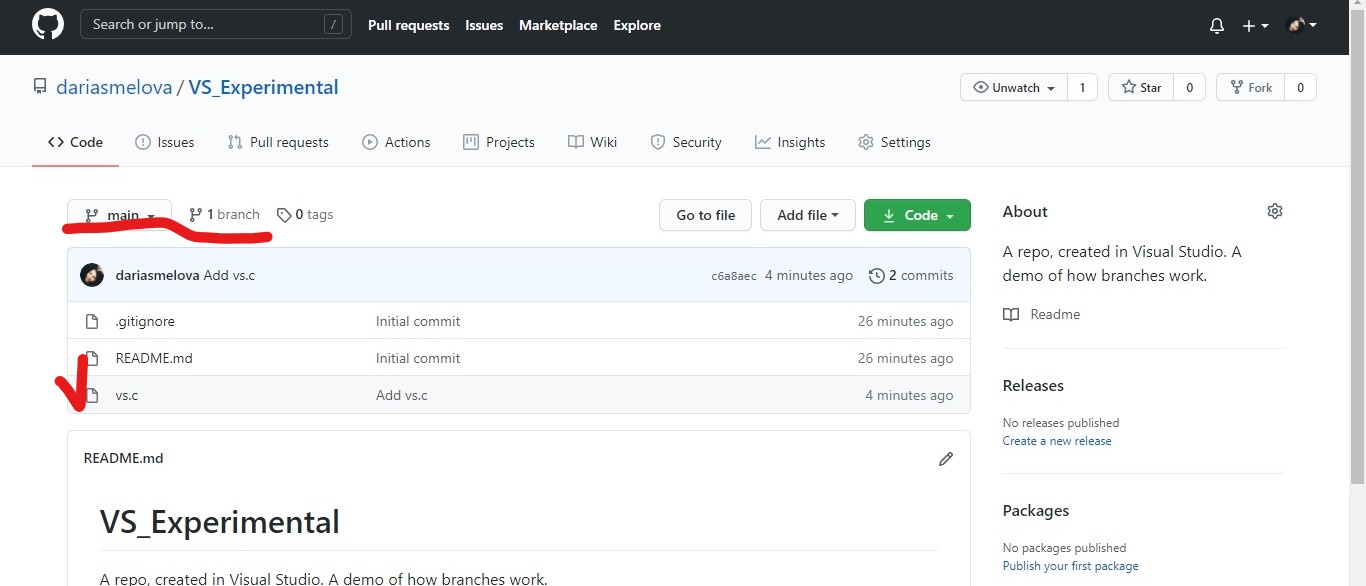 Search or jump to... /
Pull requests Issues Marketplace Explore
dariasmelova / VS_Experimental
Unwatch 1 Star 0 Fork 0
Code Issues Pull requests Actions Projects Wiki Security Insights Settings
main 1 branch 0 tags
Go to file Add file Code
About
dariasmelova Add vs.c c6a8aec 4 minutes ago 2 commits
A repo, created in Visual Studio. A
demo of how branches work.
.gitignore Initial commit 26 minutes ago
Readme
README.md Initial commit 26 minutes ago
vs.c Add vs.c 4 minutes ago
Releases
No releases published
Create a new release
README.md
VS_Experimental
Packages
No packages published
Publish your first package
A repo, created in Visual Studio. A demo of how branches work.